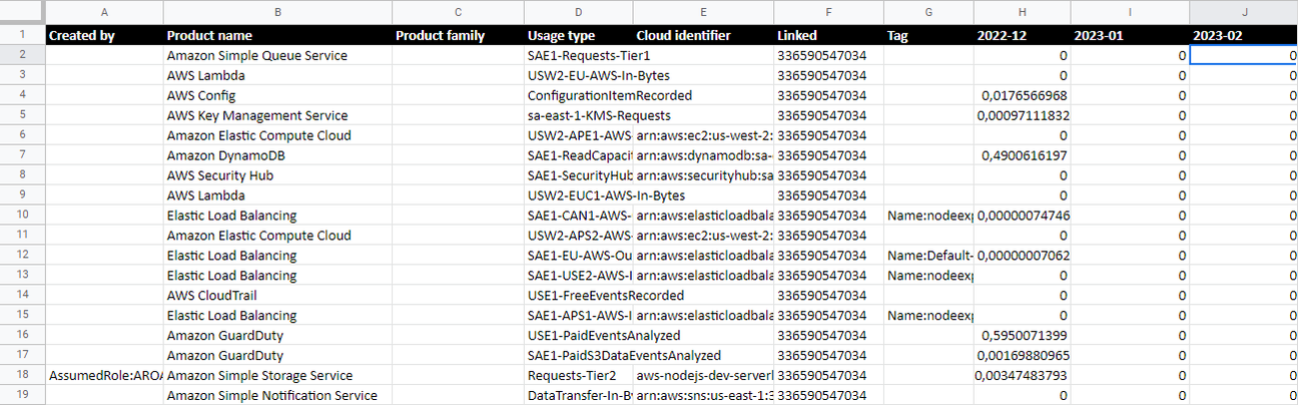 A B C D E F G H I J
1 Created by Product name Product family Usage type Cloud identifier Linked Tag 2022-12 2023-01 2023-02
2 Amazon Simple Queue Service SAE1-Requests-Tier1 336590547034 0 0 0
3 AWS Lambda USW2-EU-AWS-In-Bytes 336590547034 0 0 0
4 AWS Config ConfigurationItemRecorded 336590547034 0,0176566968 0 0
5 AWS Key Management Service sa-east-1-KMS-Requests 336590547034 0,00097111832 0 0
6 Amazon Elastic Compute Cloud USW2-APE1-AWS- arn:aws:ec2:us-west-2: 336590547034 0 0 0
7 Amazon DynamoDB SAE1-ReadCapaci arn:aws:dynamodb:sa- 336590547034 0,4900616197 0 0
8 AWS Security Hub SAE1-SecurityHub arn:aws:securityhub:sa 336590547034 0 0 0
9 AWS Lambda USW2-EUC1-AWS-In-Bytes 336590547034 0 0 0
10 Elastic Load Balancing SAE1-CAN1-AWS- arn:aws:elasticloadbala 336590547034 Name:nodeexp 0,00000074746 0 0
11 Amazon Elastic Compute Cloud USW2-APS2-AWS- arn:aws:ec2:us-west-2: 336590547034 0 0 0
12 Elastic Load Balancing SAE1-EU-AWS-Ou arn:aws:elasticloadbala 336590547034 Name:Default- 0,00000007062 0 0
13 Elastic Load Balancing SAE1-USE2-AWS-I arn:aws:elasticloadbala 336590547034 Name:nodeexp 0 0 0
14 AWS CloudTrail USE1-FreeEventsRecorded 336590547034 0 0 0
15 Elastic Load Balancing SAE1-APS1-AWS-I arn:aws:elasticloadbala 336590547034 Name:nodeexp 0 0 0
16 Amazon GuardDuty USE1-PaidEventsAnalyzed 336590547034 0,5950071399 0 0
17 Amazon GuardDuty SAE1-PaidS3DataEventsAnalyzed 336590547034 0,00169880965 0 0
18 AssumedRole:AROA Amazon Simple Storage Service Requests-Tier2 aws-nodejs-dev-serverl 336590547034 0,00347483793 0 0
19 Amazon Simple Notification Service DataTransfer-In-B arn:aws:sns:us-east-1:3 336590547034 0 0 0